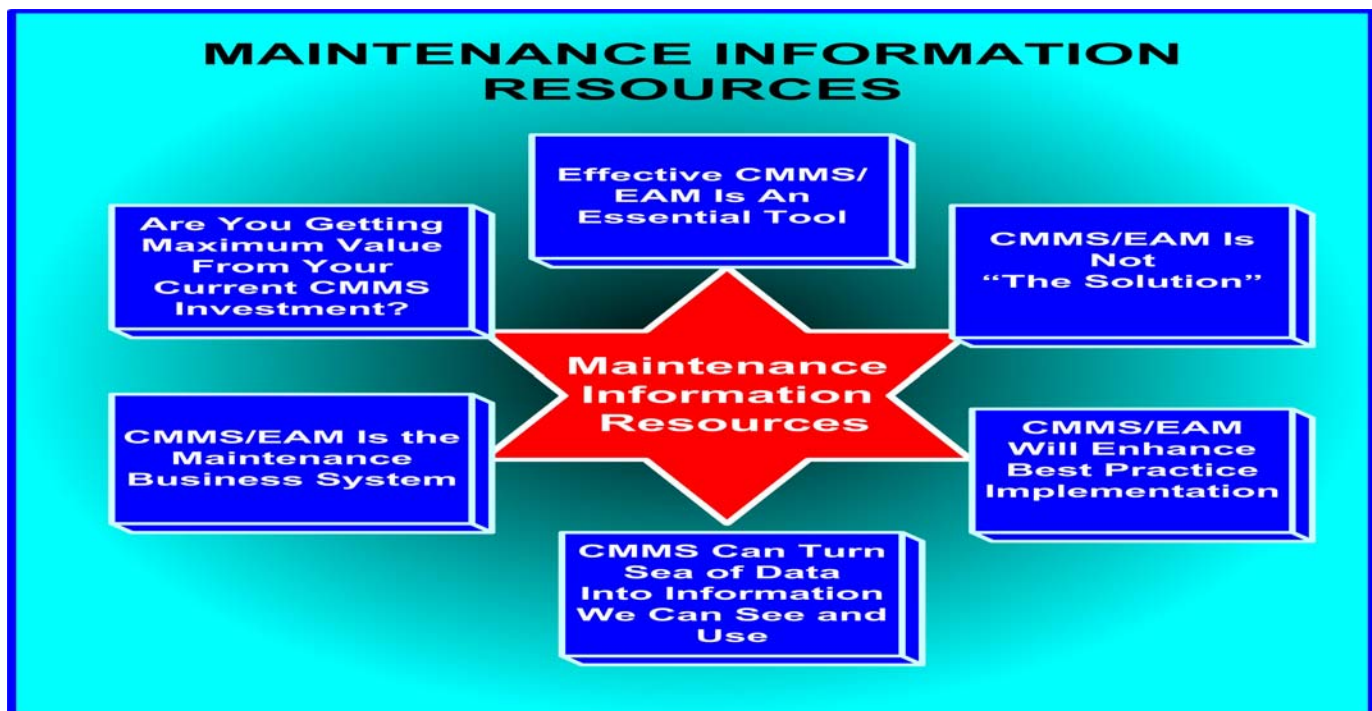 MAINTENANCE INFORMATION
RESOURCES
Effective CMMS/
EAM Is An
Essential Tool
Are You Getting
Maximum Value
From Your
Current CMMS
Investment?
CMMS/EAM Is
Not
“The Solution”
Maintenance
Information
Resources
CMMS/EAM Is the
Maintenance
Business System
CMMS/EAM
Will Enhance
Best Practice
Implementation
CMMS Can Turn
Sea of Data
Into Information
We Can See and
Use